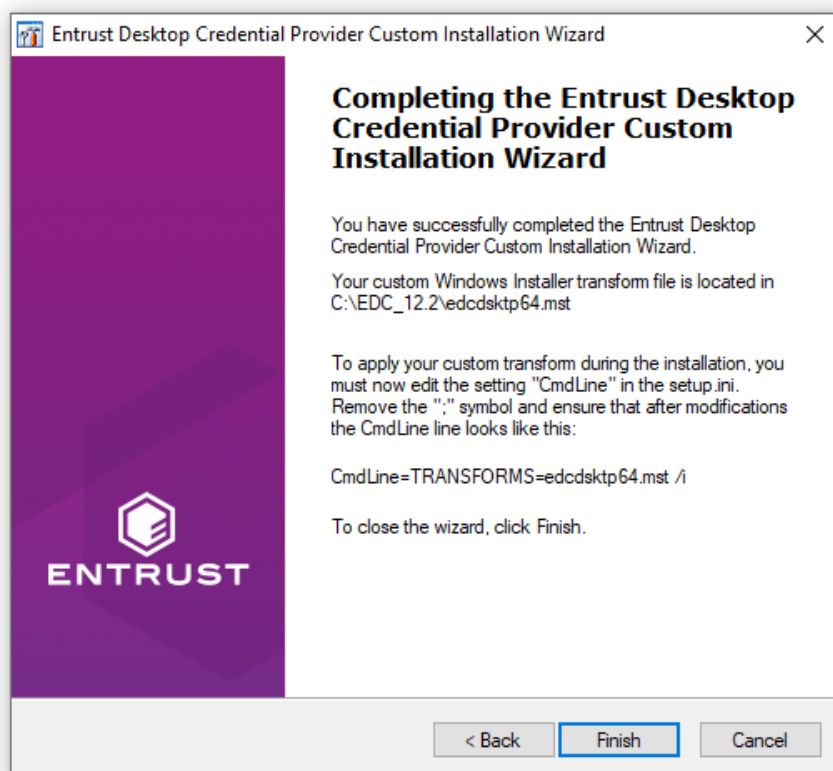 Entrust Desktop Credential Provider Custom Installation Wizard
Completing the Entrust Desktop
Credential Provider Custom
Installation Wizard
You have successfully completed the Entrust Desktop
Credential Provider Custom Installation Wizard.
Your custom Windows Installer transform file is located in
C:\EDC_12.2\edcdsktp64.mst
To apply your custom transform during the installation, you
must now edit the setting "CmdLine" in the setup.ini.
Remove the ";" symbol and ensure that after modifications
the CmdLine line looks like this:
CmdLine=TRANSFORMS=edcdsktp64.mst /i
To close the wizard, click Finish.
ENTRUST
< Back
Finish
Cancel